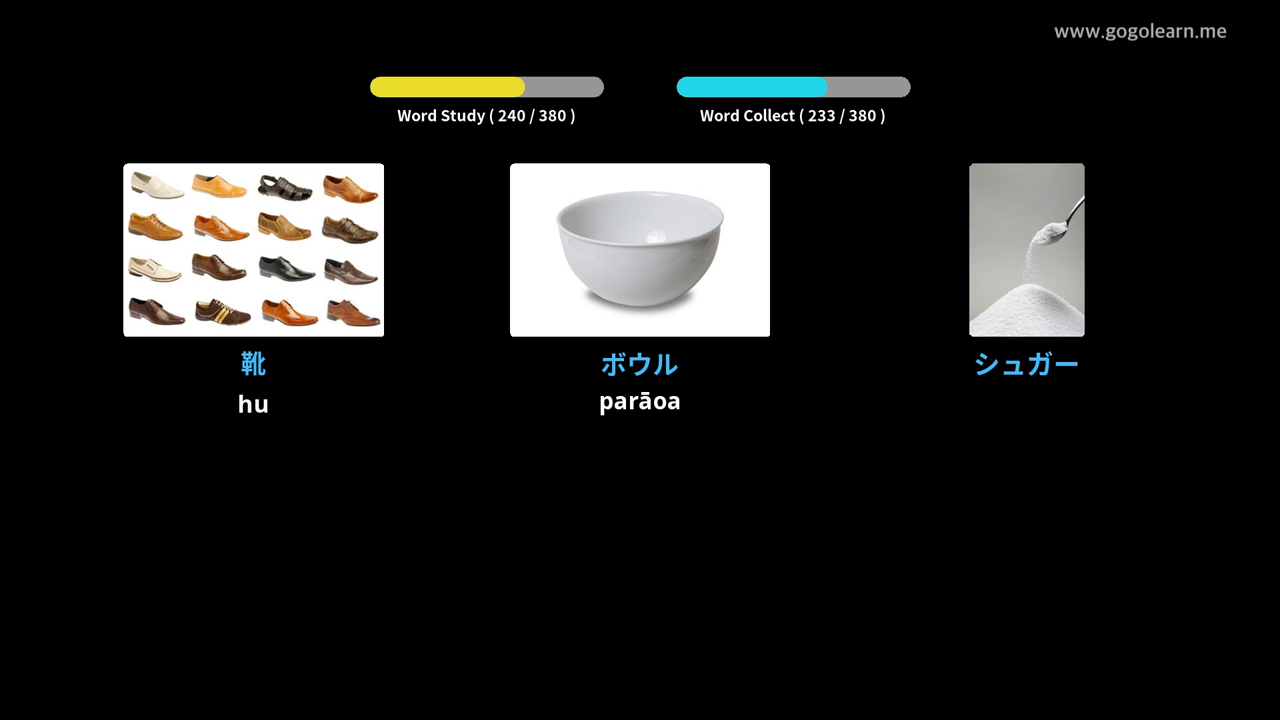 www.gogolearn.me
Word Study ( 240 / 380 )
Word Collect ( 233 / 380 )
靴
hu
ボウル
parāoa
シュガー